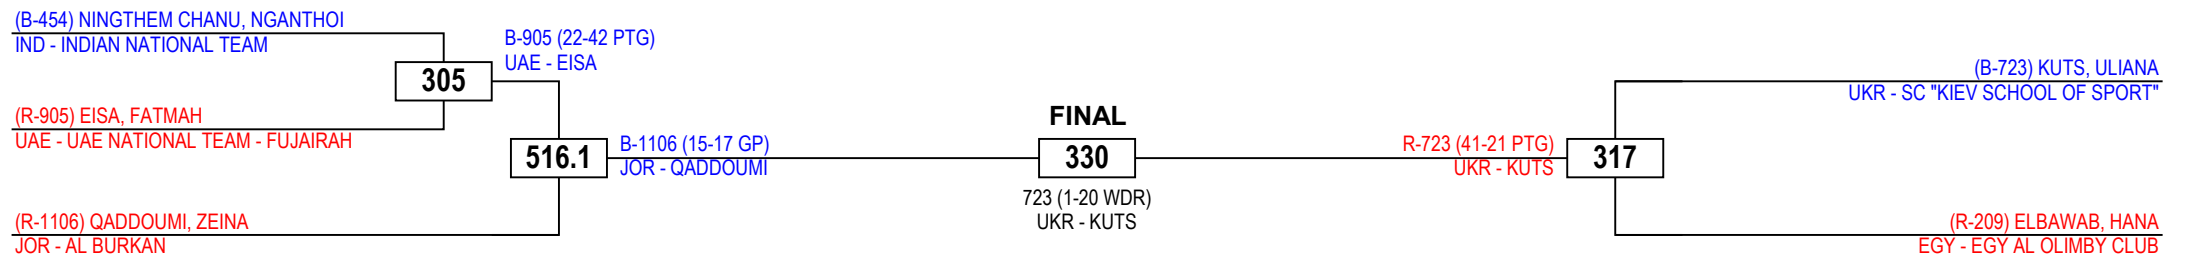 (B-454) NINGTHEM CHANU, NGANTHOI
IND - INDIAN NATIONAL TEAM
B-905 (22-42 PTG)
UAE - EISA
305
(R-905) EISA, FATMAH
UAE - UAE NATIONAL TEAM - FUJAIRAH
516.1
B-1106 (15-17 GP)
JOR - QADDOUMI
(R-1106) QADDOUMI, ZEINA
JOR - AL BURKAN
FINAL
330
723 (1-20 WDR)
UKR - KUTS
R-723 (41-21 PTG)
UKR - KUTS
317
(B-723) KUTS, ULIANA
UKR - SC "KIEV SCHOOL OF SPORT"
(R-209) ELBAWAB, HANA
EGY - EGY AL OLIMBY CLUB